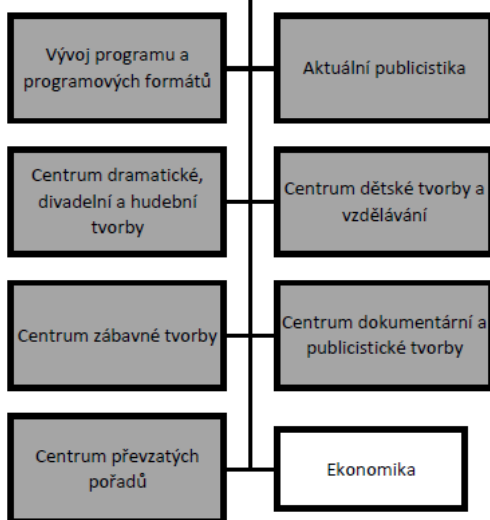 Vývoj programu a
programových formátů
Aktuální publicistika
Centrum dramatické,
divadelní a hudební
tvorby
Centrum dětské tvorby a
vzdělávání
Centrum zábavné tvorby
Centrum dokumentární a
publicistické tvorby
Centrum převzatých
pořadů
Ekonomika